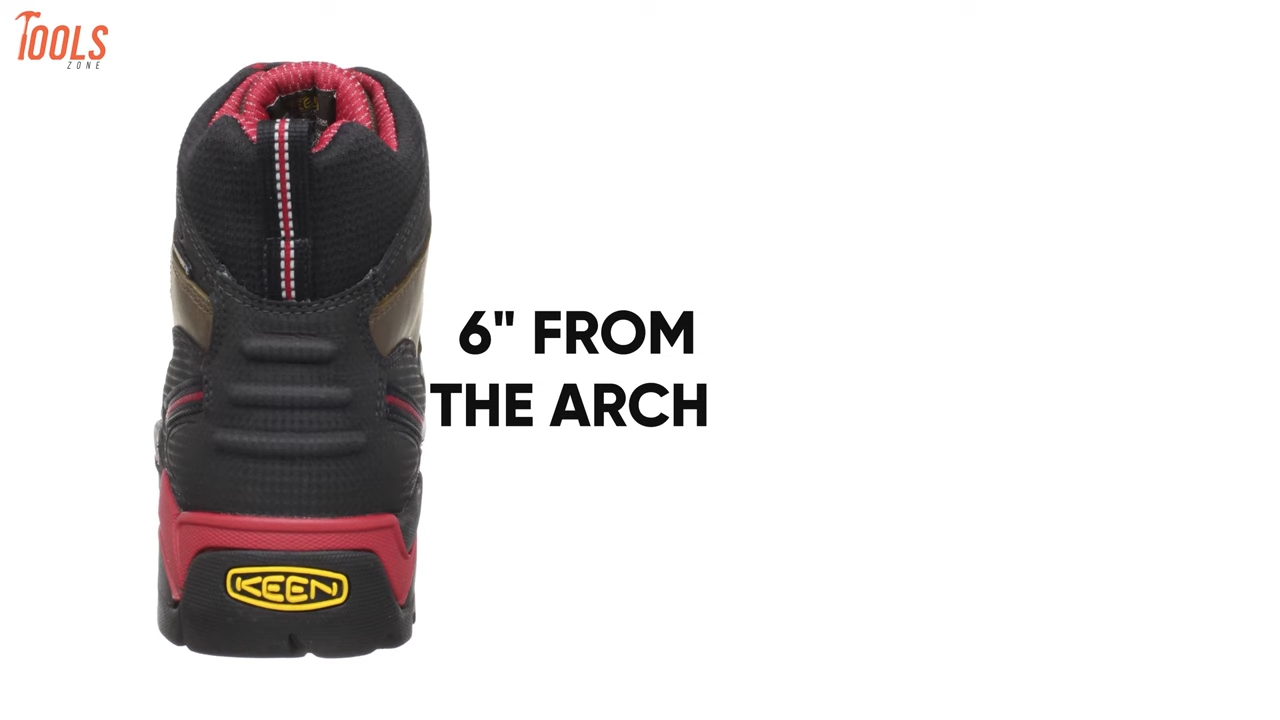 TOOLS
ZONE
6" FROM
THE ARCH
KEEN